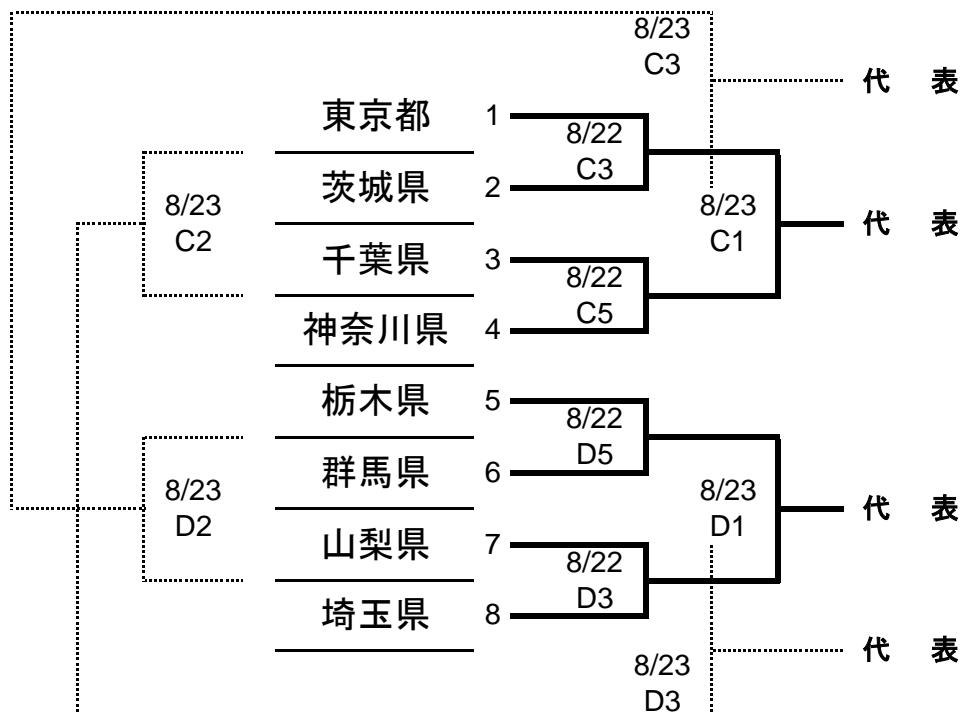 8/23
C3
代 表
東京都 1
8/22
C3
茨城県 2
8/23
C2
8/23
C1
代 表
千葉県 3
8/22
C5
神奈川県 4
栃木県 5
8/22
D5
群馬県 6
8/23
D2
8/23
D1
代 表
山梨県 7
8/22
D3
埼玉県 8
代 表
8/23
D3